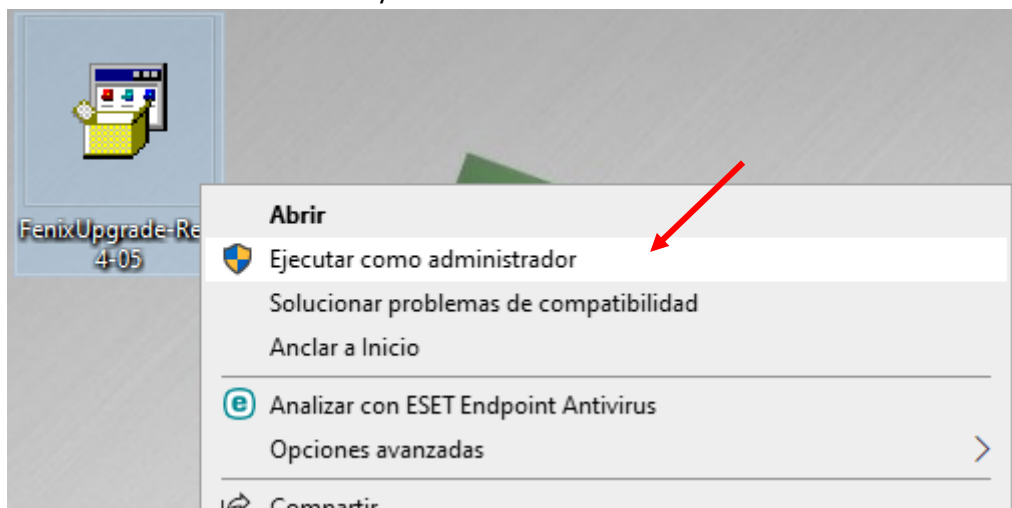 FenixUpgrade-Re
4-05
Abrir
Ejecutar como administrador
Solucionar problemas de compatibilidad
Anclar a Inicio
Analizar con ESET Endpoint Antivirus
Opciones avanzadas
Compartir